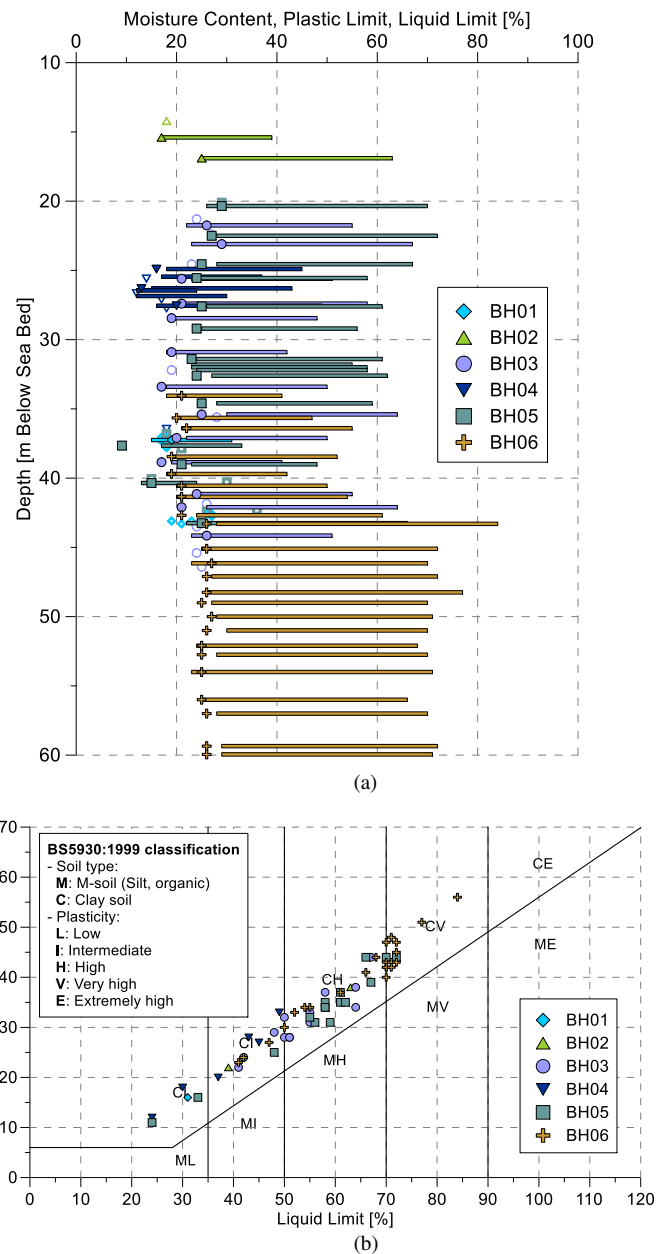 Moisture Content, Plastic Limit, Liquid Limit [%]
0 20 40 60 80 100
10
20
30
40
50
60
Depth [m Below Sea Bed]
BH01
BH02
BH03
BH04
BH05
BH06
(a)
70
60
50
40
30
20
10
0
BS5930:1999 classification
- Soil type:
M: M-soil (Silt, organic)
C: Clay soil
- Plasticity:
L: Low
I: Intermediate
H: High
V: Very high
E: Extremely high
CE
CV
ME
CH
MV
CI
MH
MI
ML
BH01
BH02
BH03
BH04
BH05
BH06
0 10 20 30 40 50 60 70 80 90 100 110 120
Liquid Limit [%]
(b)